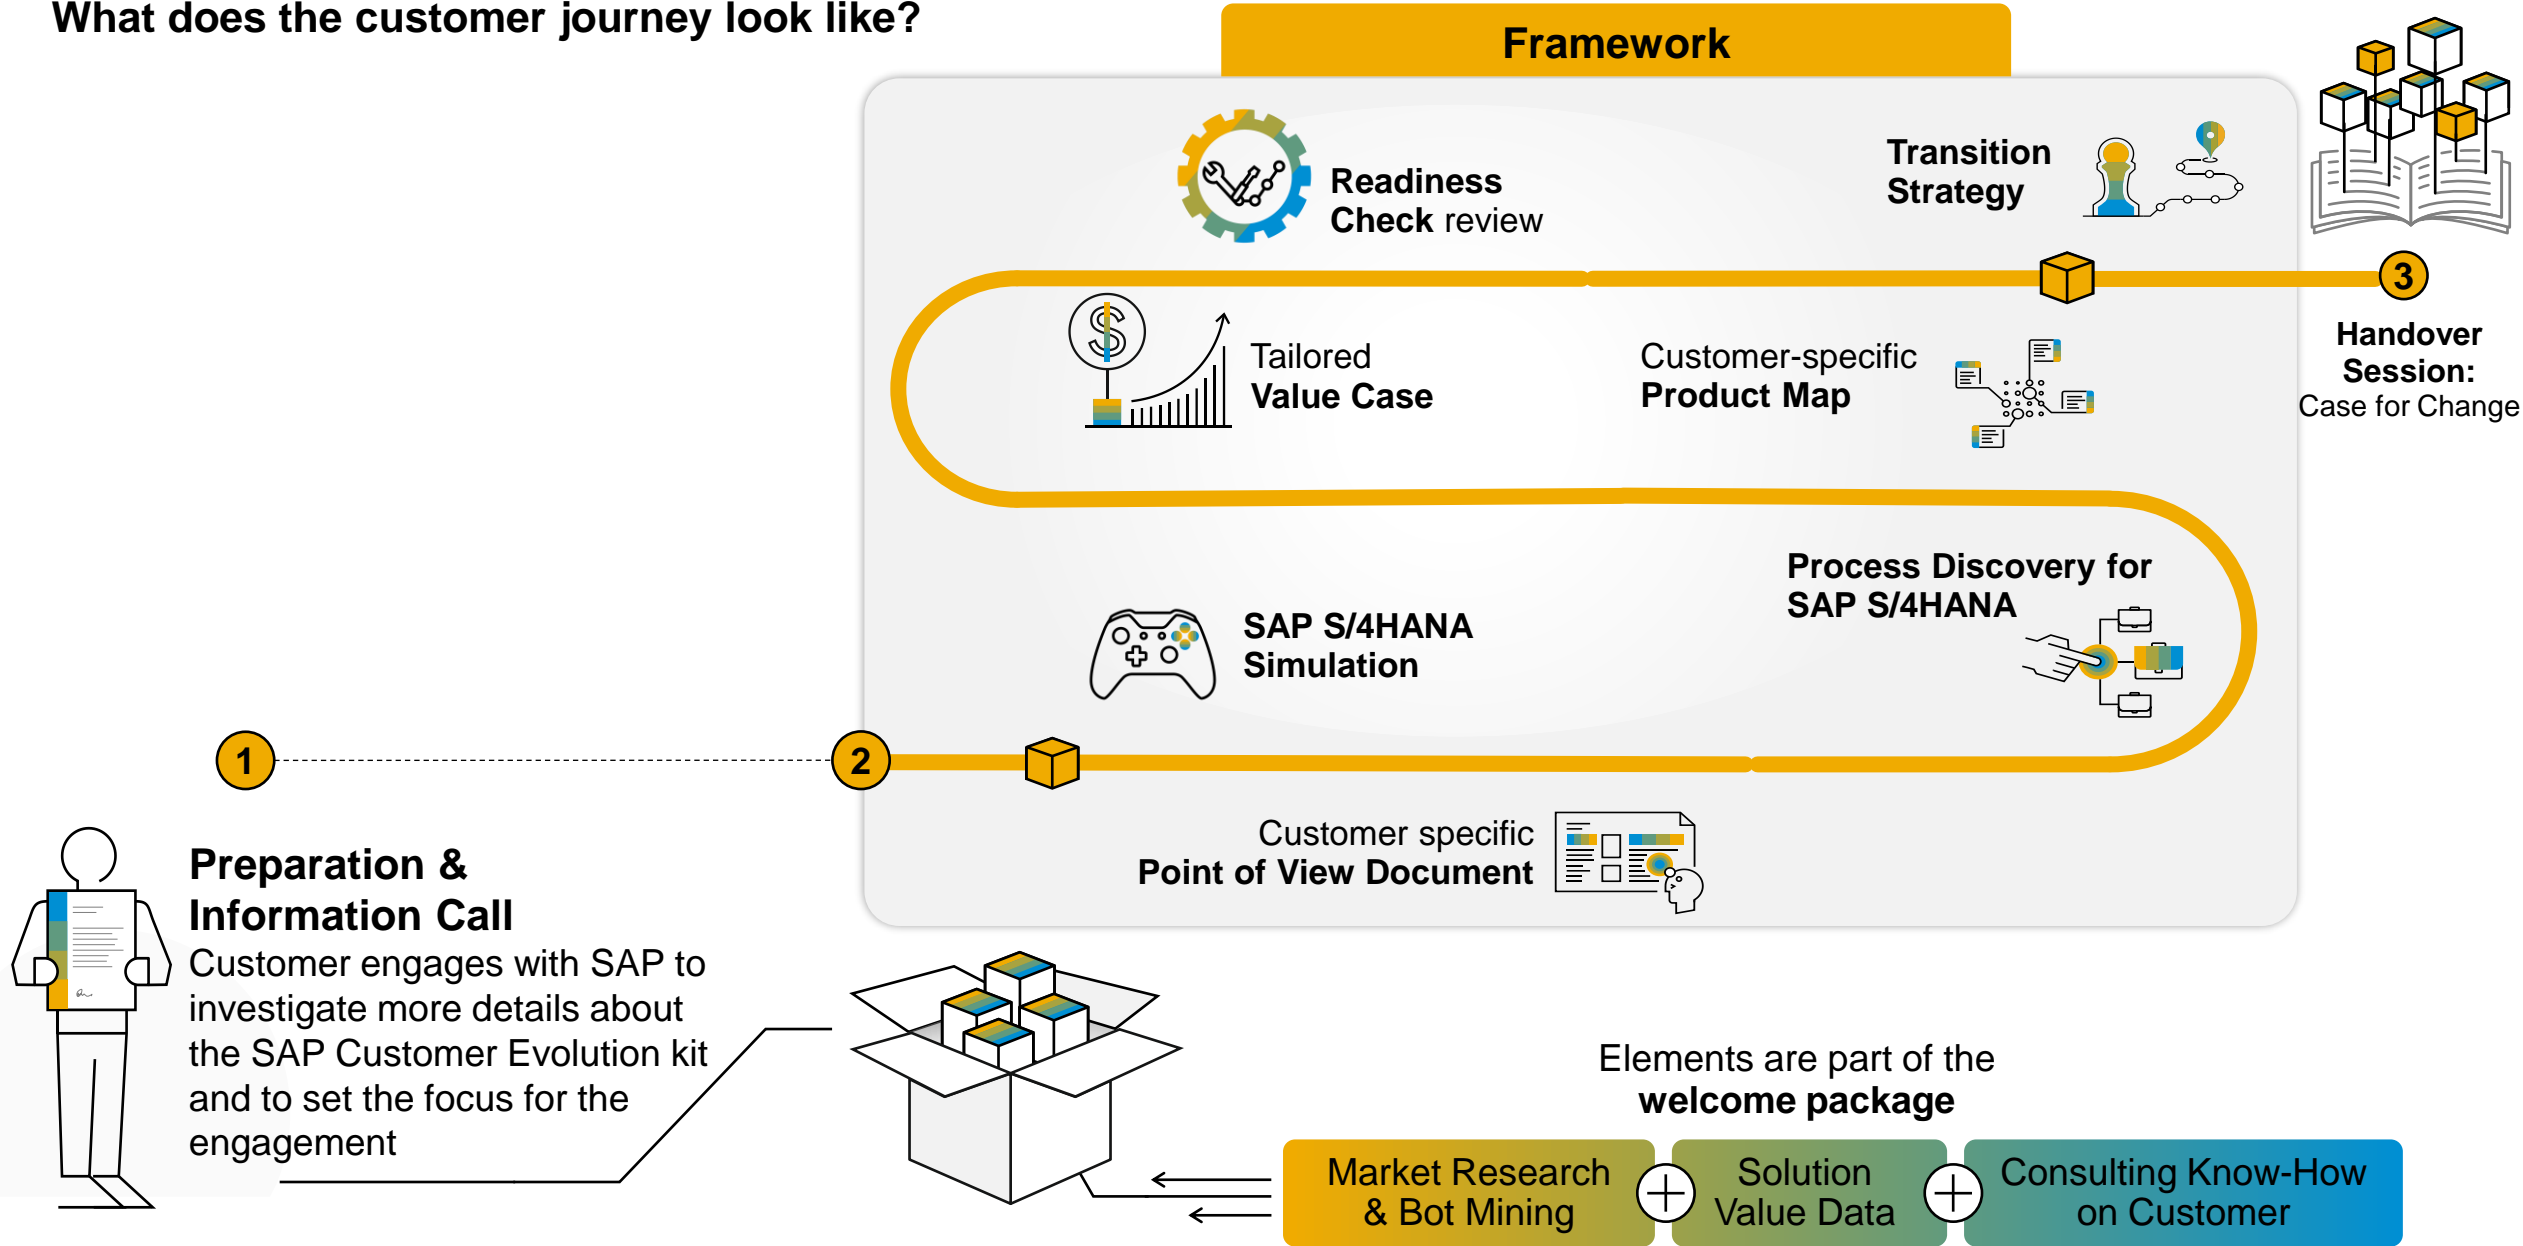 What does the customer journey look like?
Framework
Readiness
Check review
Transition
Strategy
3
Handover
Session:
Case for Change
Tailored
Value Case
Customer-specific
Product Map
Process Discovery for
SAP S/4HANA
SAP S/4HANA
Simulation
1
2
Customer specific
Point of View Document
Preparation &
Information Call
Customer engages with SAP to
investigate more details about
the SAP Customer Evolution kit
and to set the focus for the
engagement
Elements are part of the
welcome package
Market Research
& Bot Mining
Solution
Value Data
Consulting Know-How
on Customer